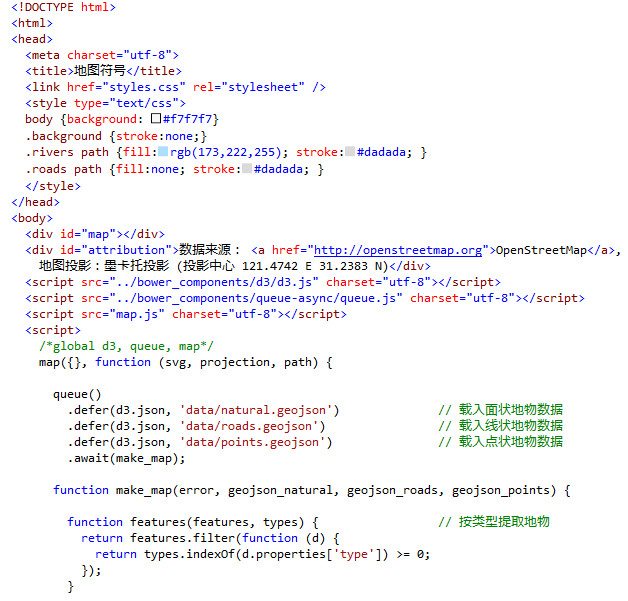 <!DOCTYPE html>
<html>
<head>
  <meta charset="utf-8">
  <title>地图符号</title>
  <link href="styles.css" rel="stylesheet" />
  <style type="text/css">
  body {background: #f7f7f7}
  .background {stroke:none;}
  .rivers path {fill: rgb(173,222,255); stroke: #dadada; }
  .roads path {fill:none; stroke: #dadada; }
  </style>
</head>
<body>
  <div id="map"></div>
  <div id="attribution">数据来源: <a href="http://openstreetmap.org">OpenStreetMap</a>,
    地图投影:墨卡托投影 (投影中心 121.4742 E 31.2383 N)</div>
  <script src="../bower_components/d3/d3.js" charset="utf-8"></script>
  <script src="../bower_components/queue-async/queue.js" charset="utf-8"></script>
  <script src="map.js" charset="utf-8"></script>
  <script>
    /*global d3, queue, map*/
    map({}, function (svg, projection, path) {

      queue()
        .defer(d3.json, 'data/natural.geojson')              // 载入面状地物数据
        .defer(d3.json, 'data/roads.geojson')                // 载入线状地物数据
        .defer(d3.json, 'data/points.geojson')               // 载入点状地物数据
        .await(make_map);

      function make_map(error, geojson_natural, geojson_roads, geojson_points) {

        function features(features, types) {                 // 按类型提取地物
          return features.filter(function (d) {
            return types.indexOf(d.properties['type']) >= 0;
          });
        }